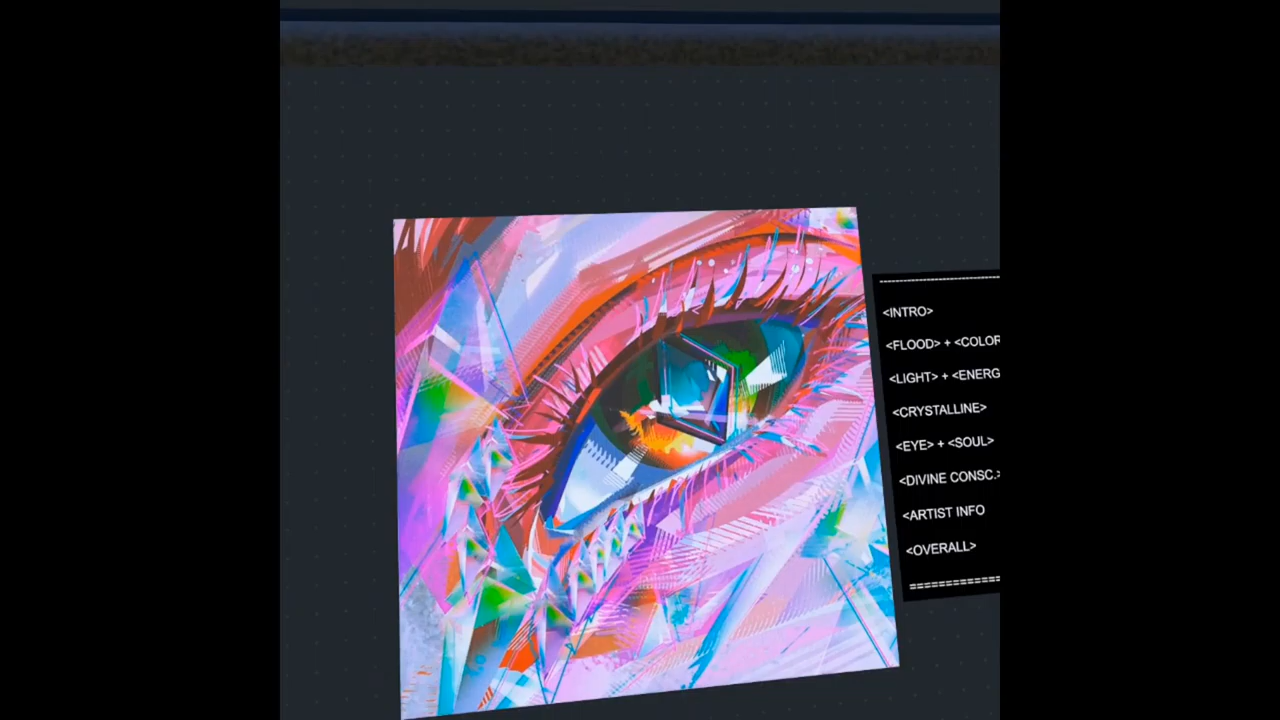 <INTRO>
<FLOOD> + <COLOR
<LIGHT> + <ENERG
<CRYSTALLINE>
<EYE> + <SOUL>
<DIVINE CONSC.>
<ARTIST INFO
<OVERALL>